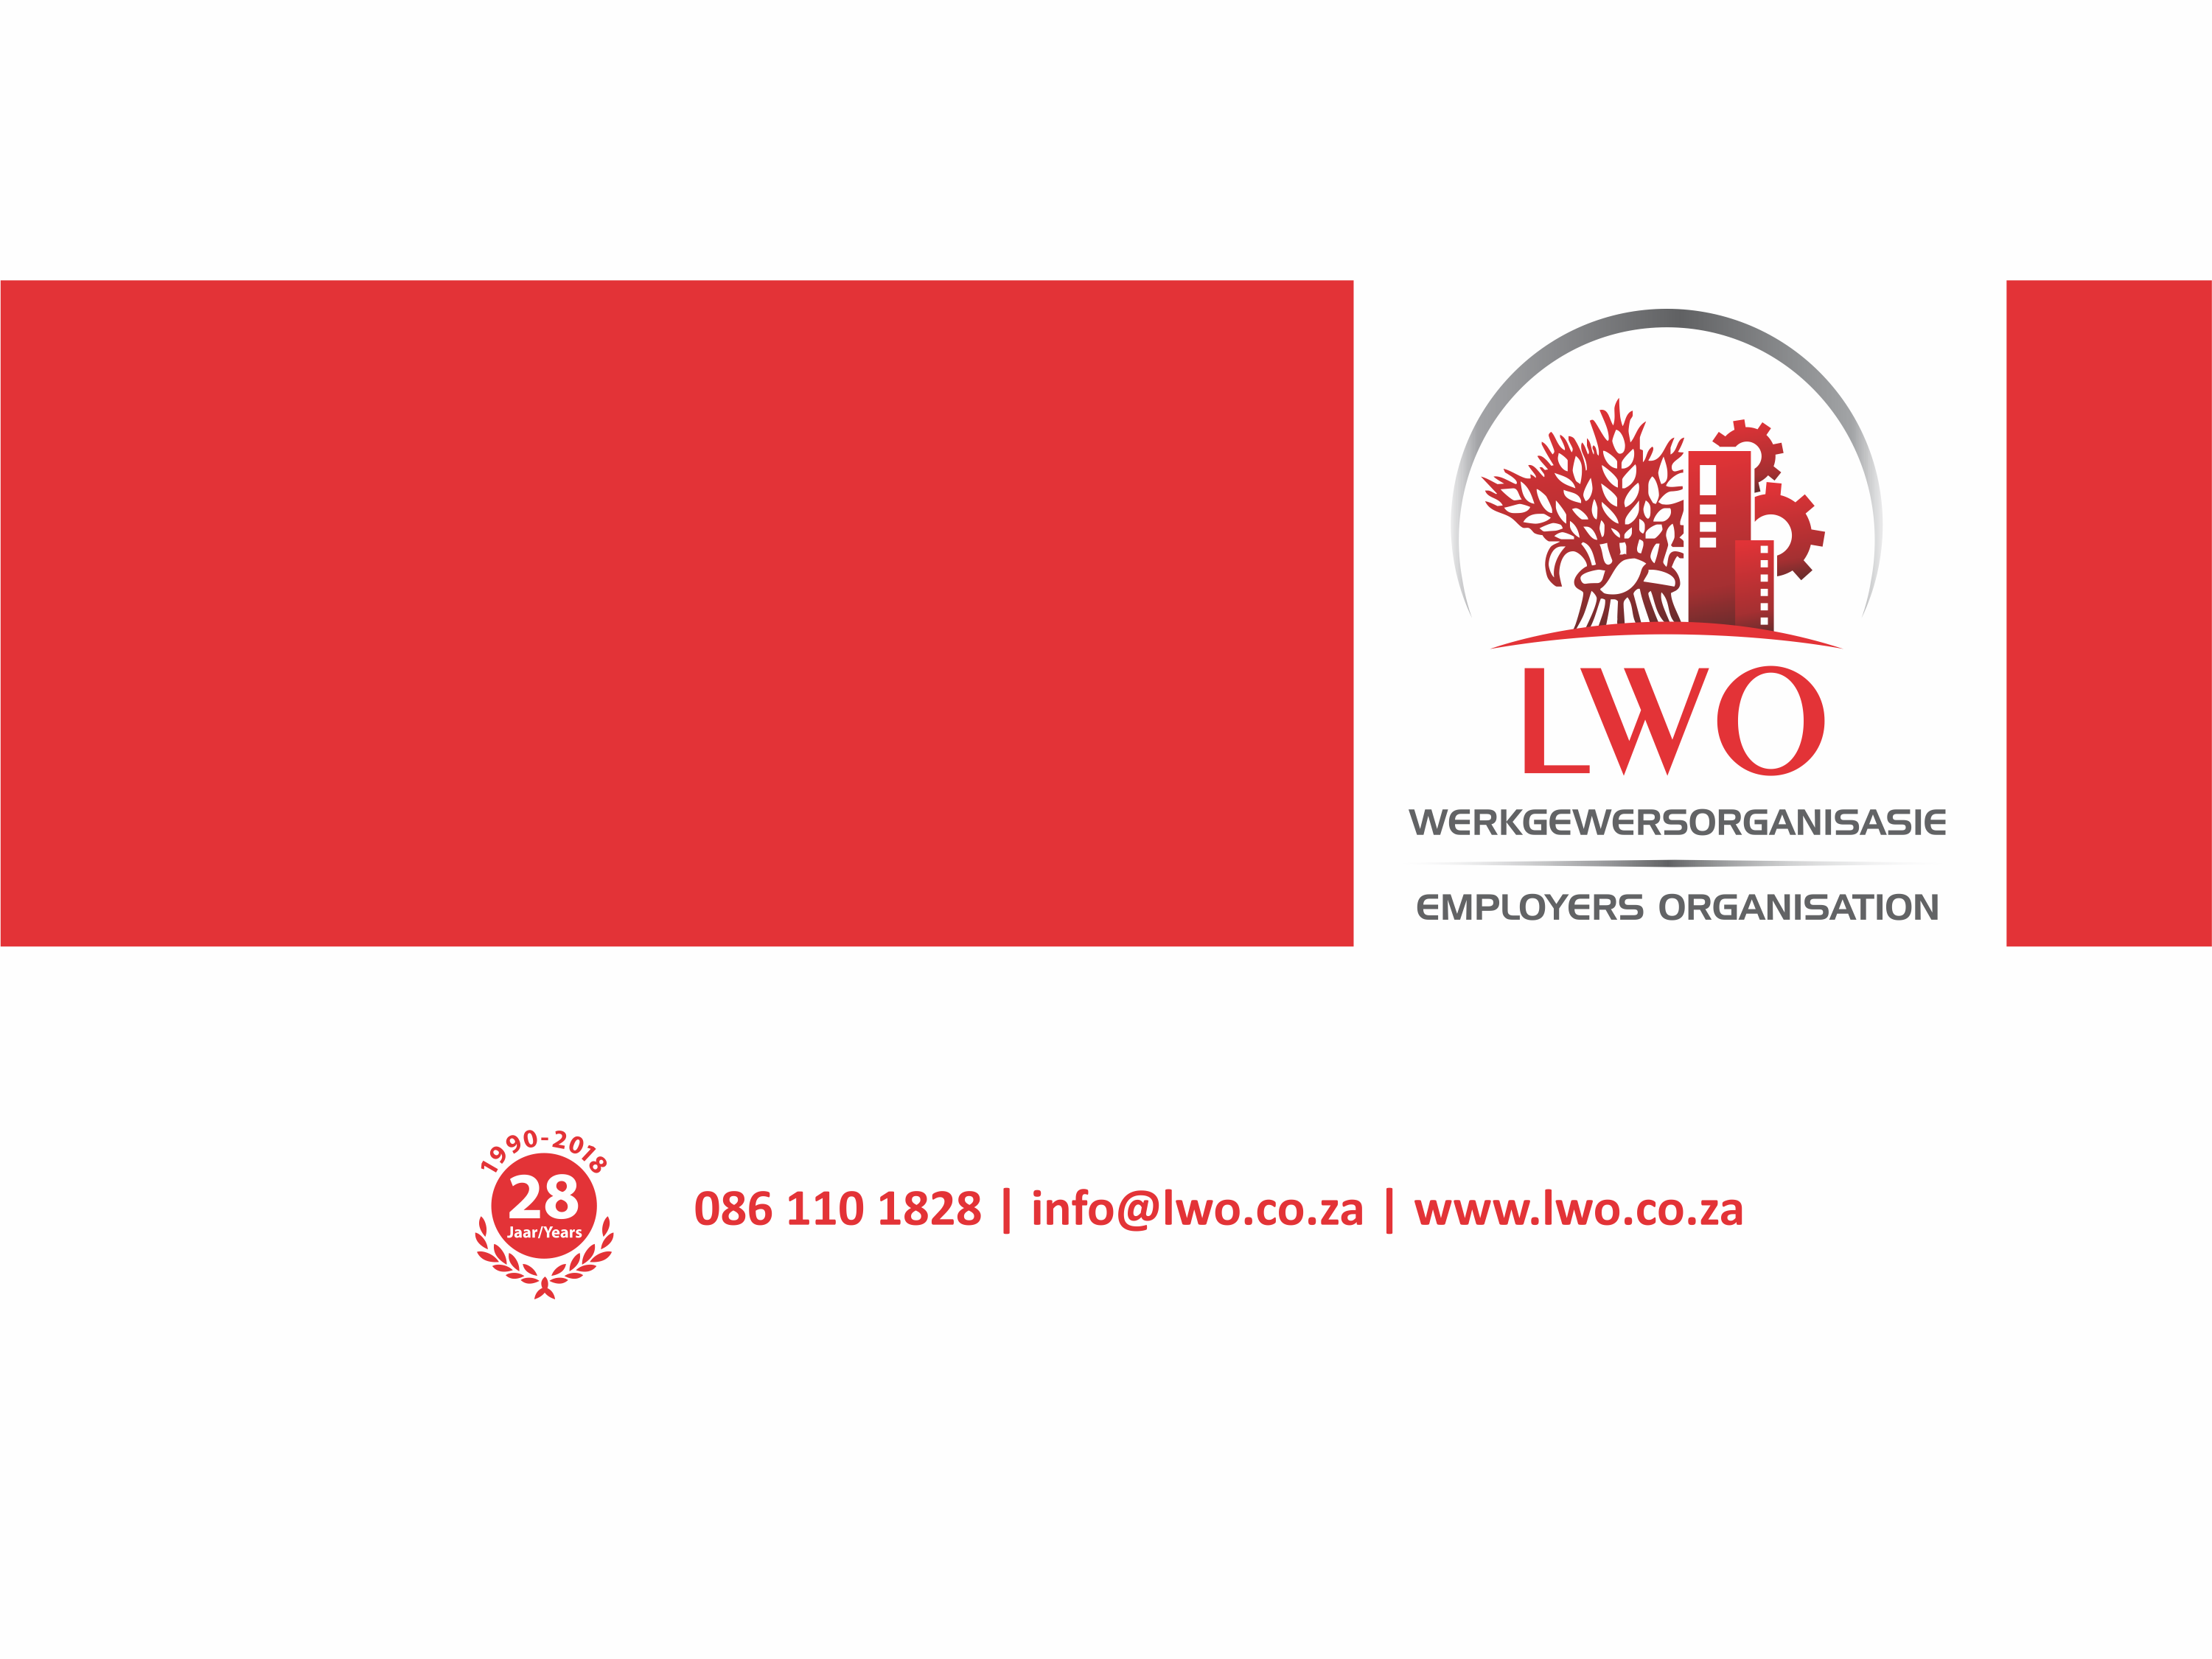 LWO
WERKGEWERSORGANISASIE
EMPLOYERS ORGANISATION
1990-2018
28
Jaar/Years
086 110 1828 | info@lwo.co.za | www.lwo.co.za